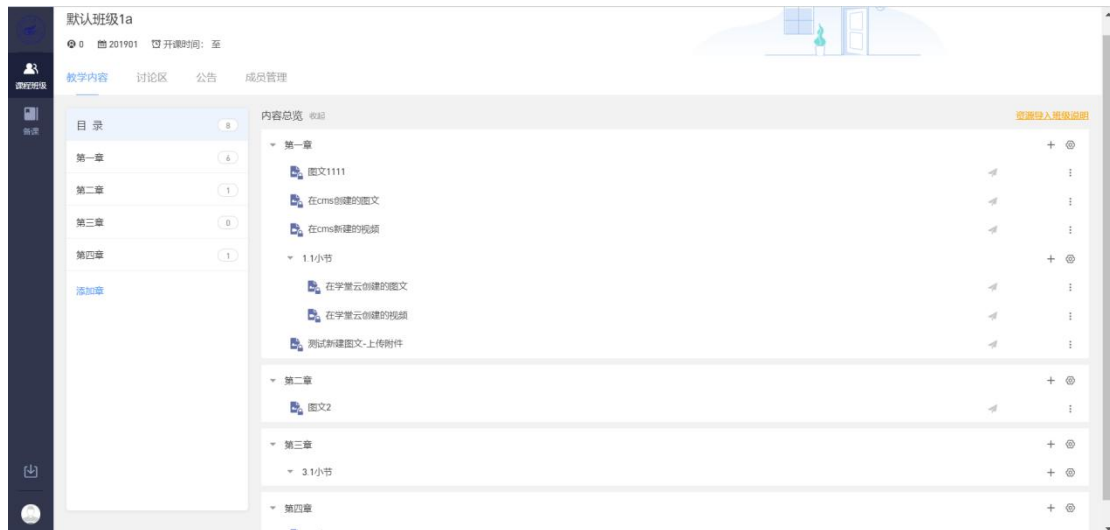 默认班级1a
0 201901 开课时间: 至
课程班级
备课
教学内容 讨论区 公告 成员管理
目录 8
第一章 6
第二章 1
第三章 0
第四章 1
添加章
内容总览 收起 资源导入班级说明
第一章
图文1111
在cms创建的图文
在cms新建的视频
1.1小节
在学堂云创建的图文
在学堂云创建的视频
测试新建图文-上传附件
第二章
图文2
第三章
3.1小节
第四章